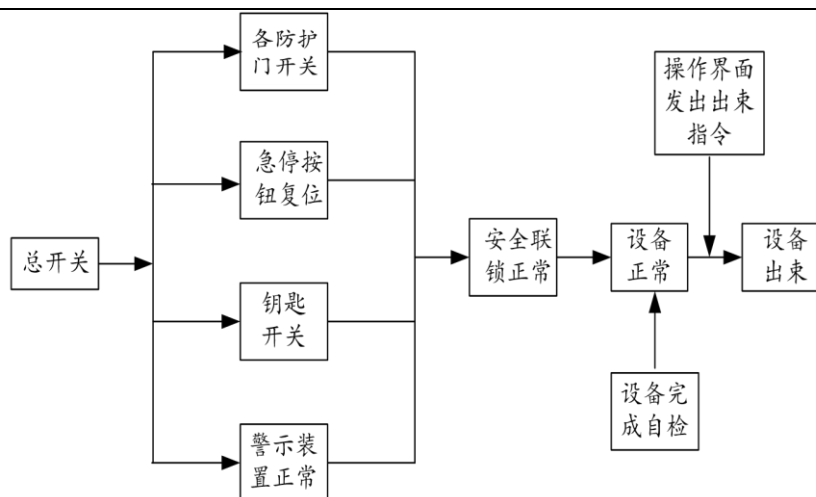 各防护
门开关
操作界面
发出出束
指令
急停按
钮复位
总开关
安全联
锁正常
设备
正常
设备
出束
钥匙
开关
设备完
成自检
警示装
置正常